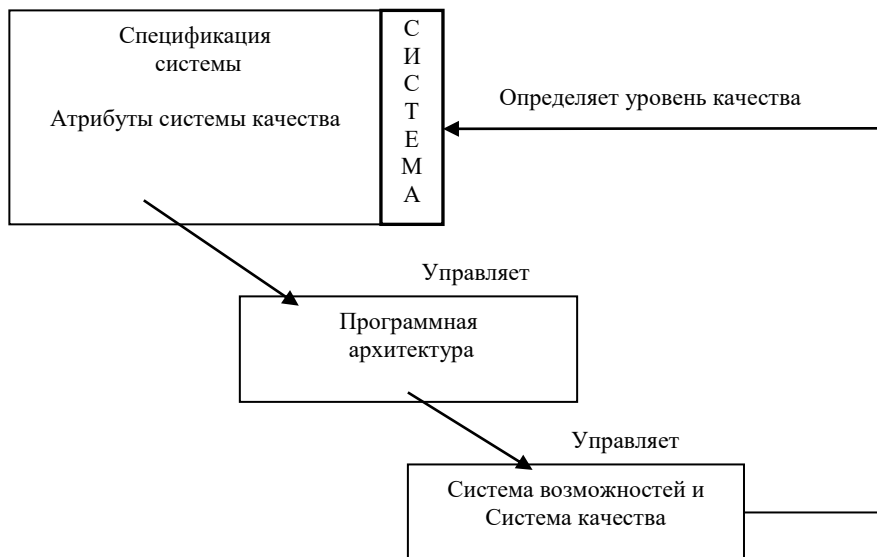 Спецификация
системы
Атрибуты системы качества
С
И
С
Т
Е
М
А
Определяет уровень качества
Управляет
Программная
архитектура
Управляет
Система возможностей и
Система качества